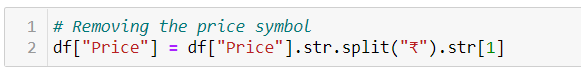 1 # Removing the price symbol
2 df["Price"] = df["Price"].str.split("₹").str[1]